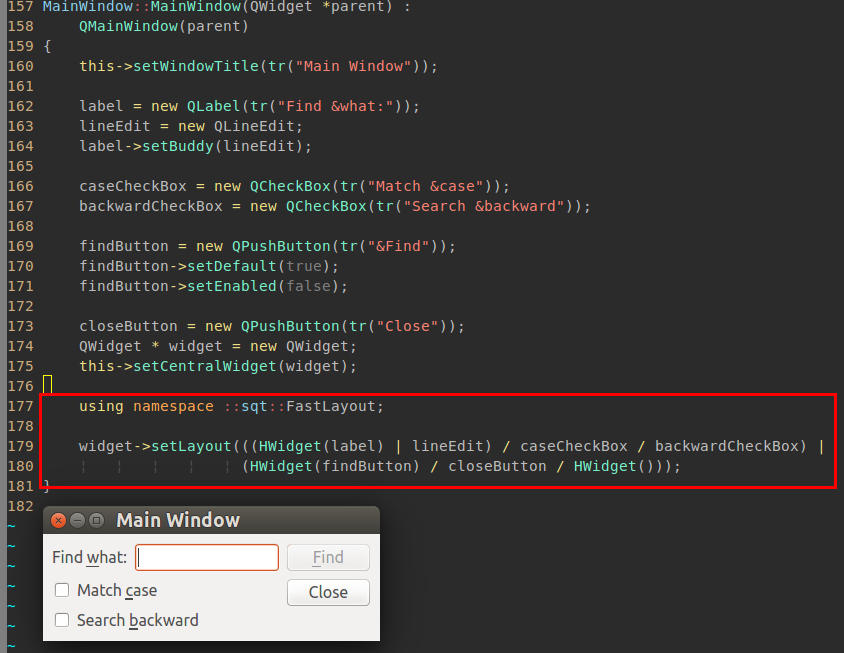 157 MainWindow::MainWindow(QWidget *parent) :
158     QMainWindow(parent)
159 {
160     this->setWindowTitle(tr("Main Window"));
161
162     label = new QLabel(tr("Find &what:"));
163     lineEdit = new QLineEdit;
164     label->setBuddy(lineEdit);
165
166     caseCheckBox = new QCheckBox(tr("Match &case"));
167     backwardCheckBox = new QCheckBox(tr("Search &backward"));
168
169     findButton = new QPushButton(tr("&Find"));
170     findButton->setDefault(true);
171     findButton->setEnabled(false);
172
173     closeButton = new QPushButton(tr("Close"));
174     QWidget * widget = new QWidget;
175     this->setCentralWidget(widget);
176
177     using namespace ::sqt::FastLayout;
178
179     widget->setLayout(((HWidget(label) | lineEdit) / caseCheckBox / backwardCheckBox) |
180     ¦   ¦   ¦   ¦   ¦ (HWidget(findButton) / closeButton / HWidget()));
181 }
182
~
~
~
~
~
~
~
Main Window
Find what: Find
Match case Close
Search backward